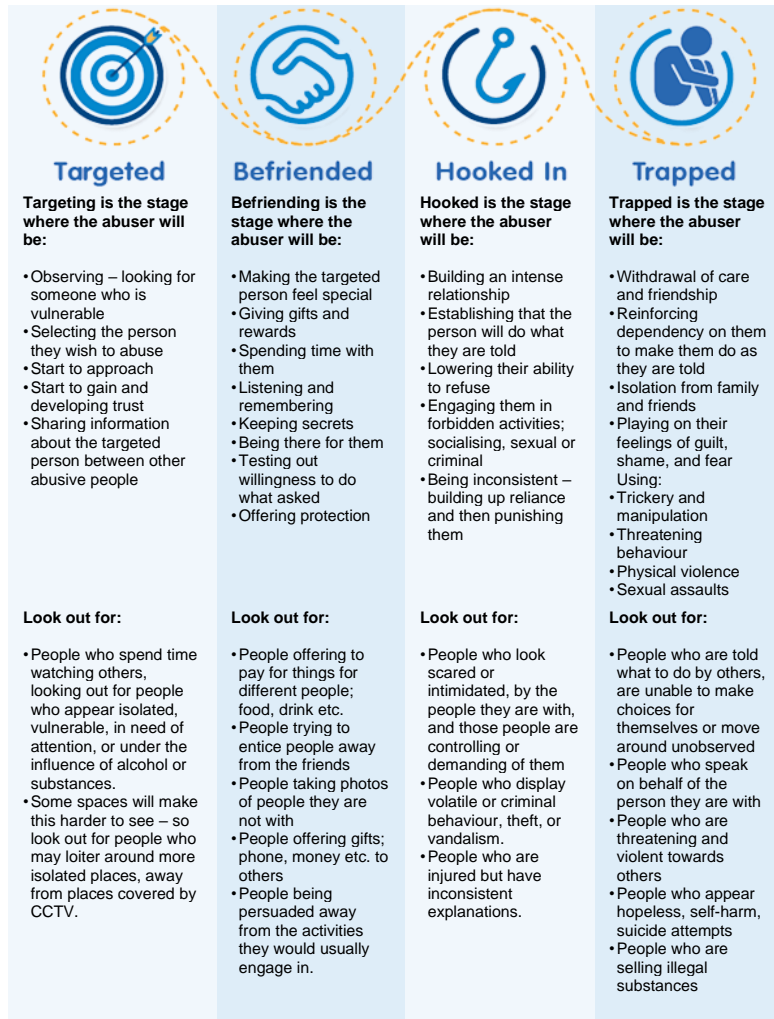 Targeted
Targeting is the stage
where the abuser will
be:
•Observing – looking for
someone who is
vulnerable
•Selecting the person
they wish to abuse
•Start to approach
•Start to gain and
developing trust
•Sharing information
about the targeted
person between other
abusive people
Look out for:
•People who spend time
watching others,
looking out for people
who appear isolated,
vulnerable, in need of
attention, or under the
influence of alcohol or
substances.
•Some spaces will make
this harder to see – so
look out for people who
may loiter around more
isolated places, away
from places covered by
CCTV.
Befriended
Befriending is the
stage where the
abuser will be:
•Making the targeted
person feel special
•Giving gifts and
rewards
•Spending time with
them
•Listening and
remembering
•Keeping secrets
•Being there for them
•Testing out
willingness to do
what asked
•Offering protection
Look out for:
•People offering to
pay for things for
different people;
food, drink etc.
•People trying to
entice people away
from the friends
•People taking photos
of people they are
not with
•People offering gifts;
phone, money etc. to
others
•People being
persuaded away
from the activities
they would usually
engage in.
Hooked In
Hooked is the stage
where the abuser
will be:
•Building an intense
relationship
•Establishing that the
person will do what
they are told
•Lowering their ability
to refuse
•Engaging them in
forbidden activities;
socialising, sexual or
criminal
•Being inconsistent –
building up reliance
and then punishing
them
Look out for:
•People who look
scared or
intimidated, by the
people they are with,
and those people are
controlling or
demanding of them
•People who display
volatile or criminal
behaviour, theft, or
vandalism.
•People who are
injured but have
inconsistent
explanations.
Trapped
Trapped is the stage
where the abuser
will be:
•Withdrawal of care
and friendship
•Reinforcing
dependency on them
to make them do as
they are told
•Isolation from family
and friends
•Playing on their
feelings of guilt,
shame, and fear
Using:
•Trickery and
manipulation
•Threatening
behaviour
•Physical violence
•Sexual assaults
Look out for:
•People who are told
what to do by others,
are unable to make
choices for
themselves or move
around unobserved
•People who speak
on behalf of the
person they are with
•People who are
threatening and
violent towards
others
•People who appear
hopeless, self-harm,
suicide attempts
•People who are
selling illegal
substances